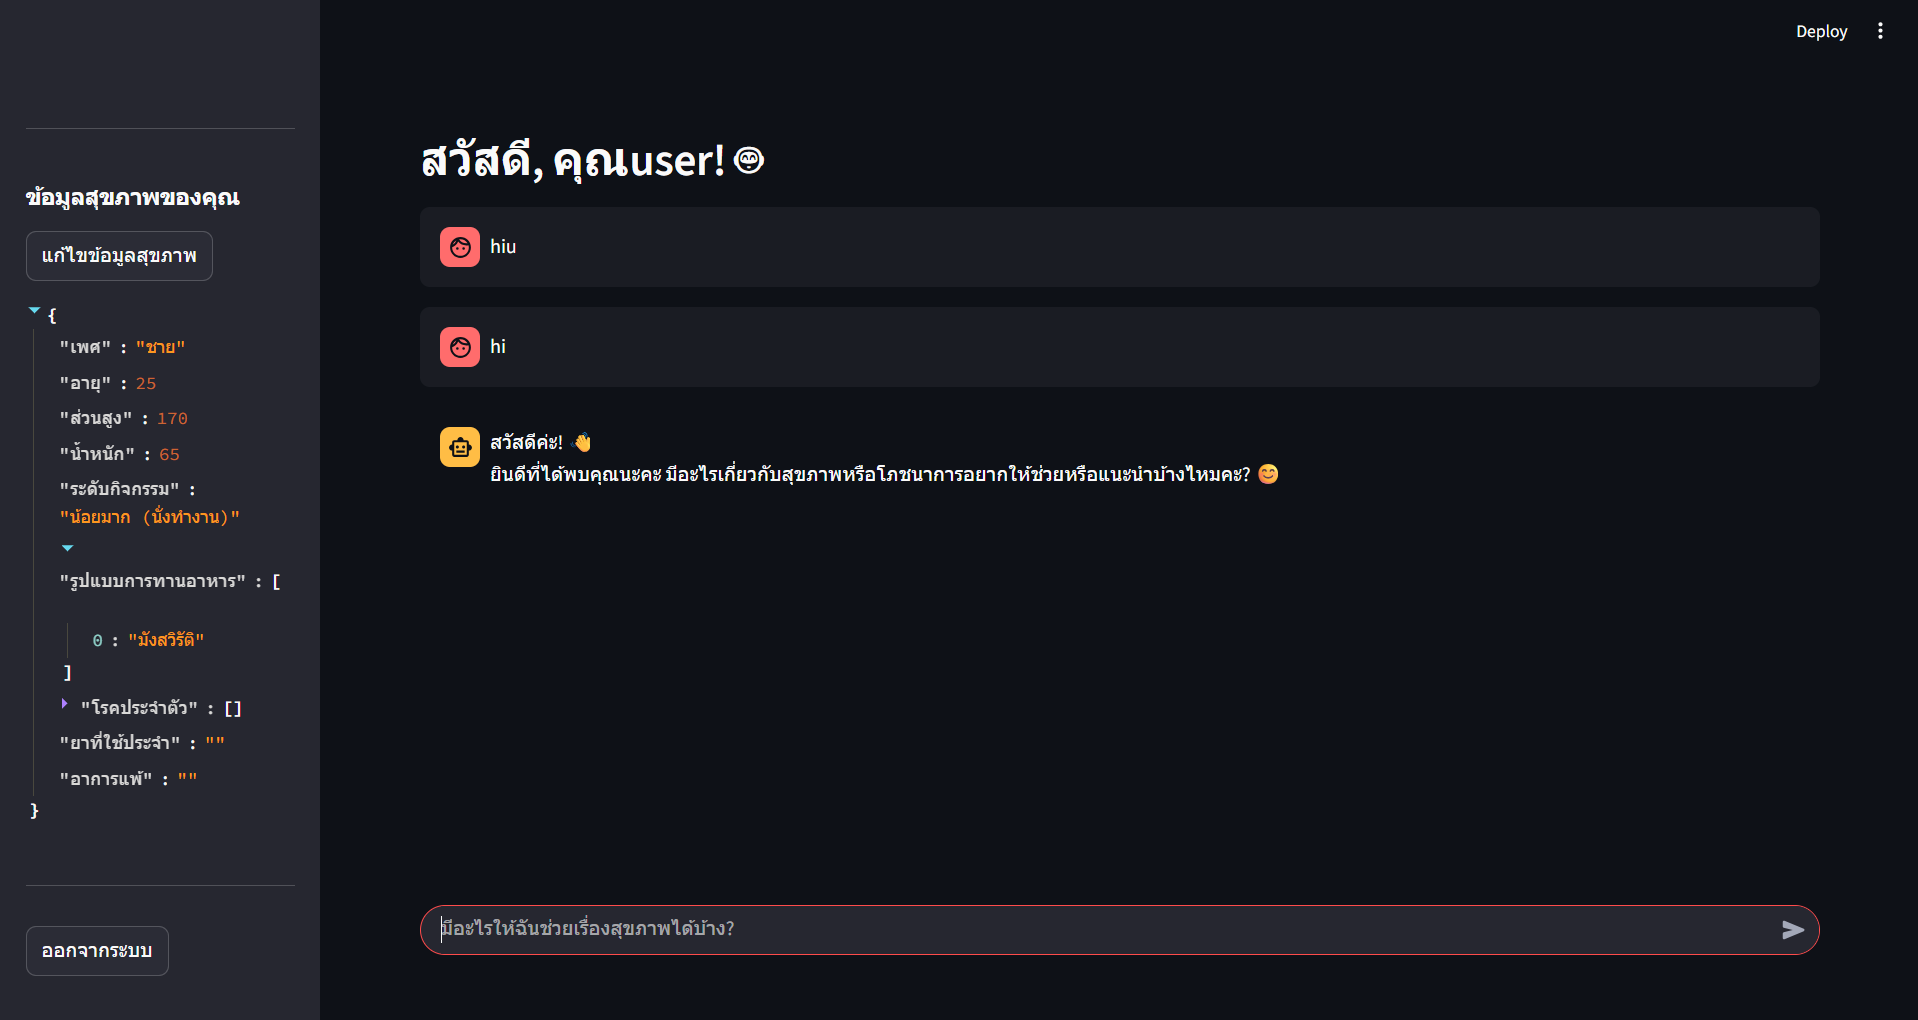 Deploy
ข้อมูลสุขภาพของคุณ
แก้ไขข้อมูลสุขภาพ
{
"เพศ" : "ชาย"
"อายุ" : 25
"ส่วนสูง" : 170
"น้ำหนัก" : 65
"ระดับกิจกรรม" :
"น้อยมาก (นั่งทำงาน)"
"รูปแบบการทานอาหาร" : [
0 : "มังสวิรัติ"
]
"โรคประจำตัว" : []
"ยาที่ใช้ประจำ" : ""
"อาการแพ้" : ""
}
ออกจากระบบ
สวัสดี, คุณuser!
hiu
hi
สวัสดีค่ะ! 👋
ยินดีที่ได้พบคุณนะคะ มีอะไรเกี่ยวกับสุขภาพหรือโภชนาการอยากให้ช่วยหรือแนะนำบ้างไหมคะ? 😊
มีอะไรให้ฉันช่วยเรื่องสุขภาพได้บ้าง?